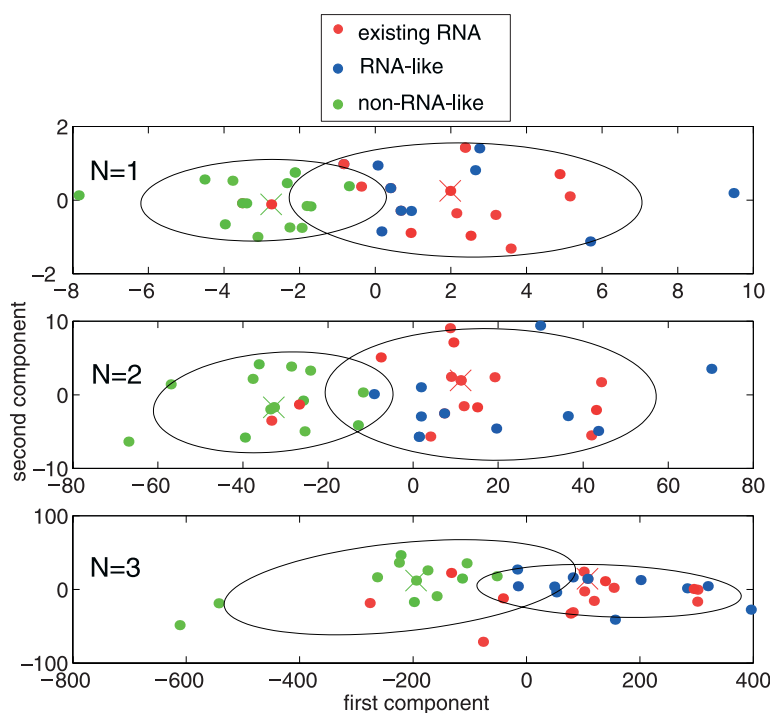 existing RNA
RNA-like
non-RNA-like
N=1
2
0
−2
−8 −6 −4 −2 0 2 4 6 8 10
N=2
10
0
−10
−80 −60 −40 −20 0 20 40 60 80
second component
N=3
100
0
−100
−800 −600 −400 −200 0 200 400
first component